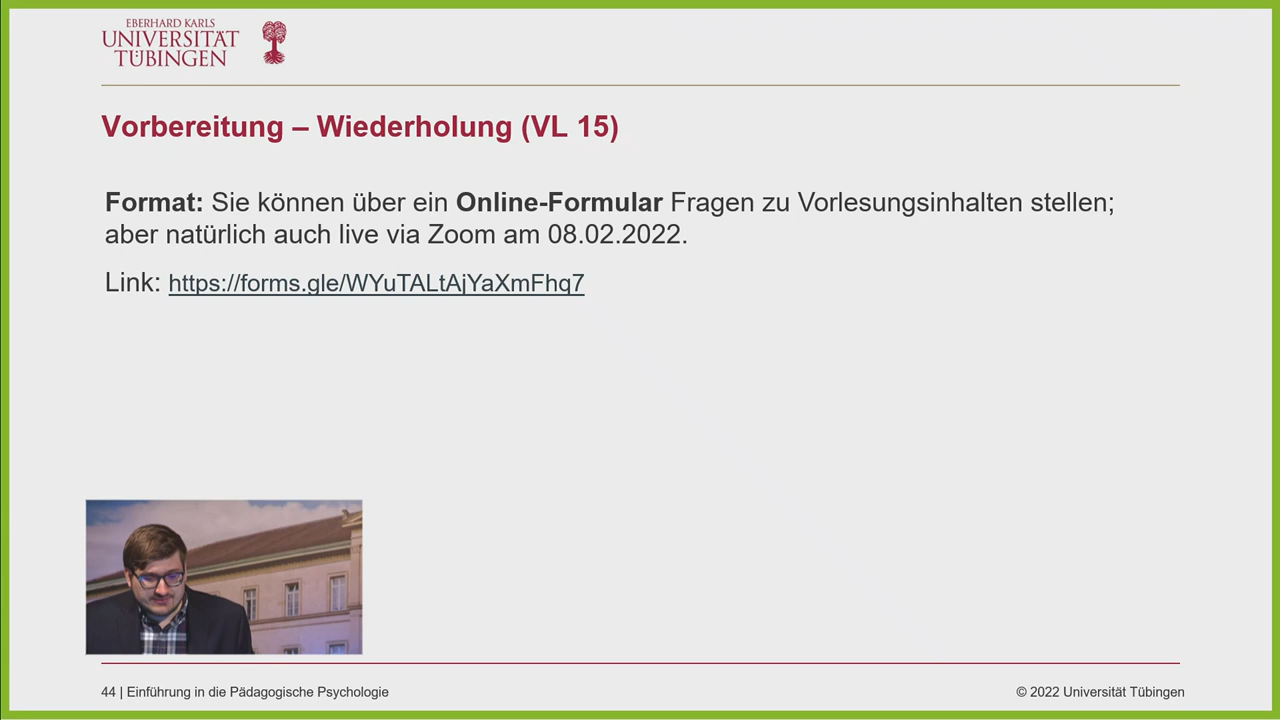 EBERHARD KARLS
UNIVERSITÄT
TÜBINGEN
Vorbereitung – Wiederholung (VL 15)
Format: Sie können über ein Online-Formular Fragen zu Vorlesungsinhalten stellen;
aber natürlich auch live via Zoom am 08.02.2022.
Link: https://forms.gle/WYuTALtAjYaXmFhq7
44 | Einführung in die Pädagogische Psychologie
© 2022 Universität Tübingen